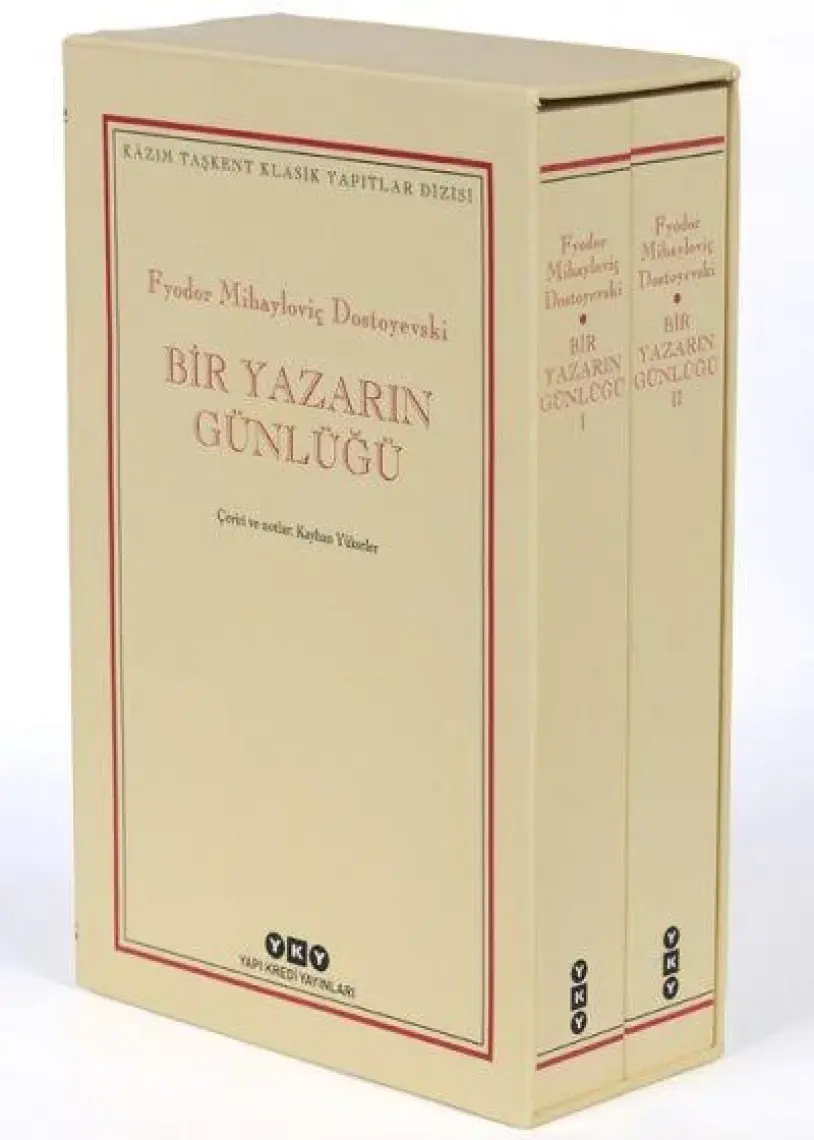 KÂZIM TAŞKENT KLASİK YAPITLAR DİZİSİ
Fyodor Mihayloviç Dostoyevski
BİR YAZARIN
GÜNLÜĞÜ
Çeviri ve notlar: Kayhan Yükseler
YKY
YAPI KREDİ YAYINLARI
Fyodor
Mihayloviç
Dostoyevski
•
BİR
YAZARIN
GÜNLÜĞÜ
I
YKY
Fyodor
Mihayloviç
Dostoyevski
•
BİR
YAZARIN
GÜNLÜĞÜ
II
YKY